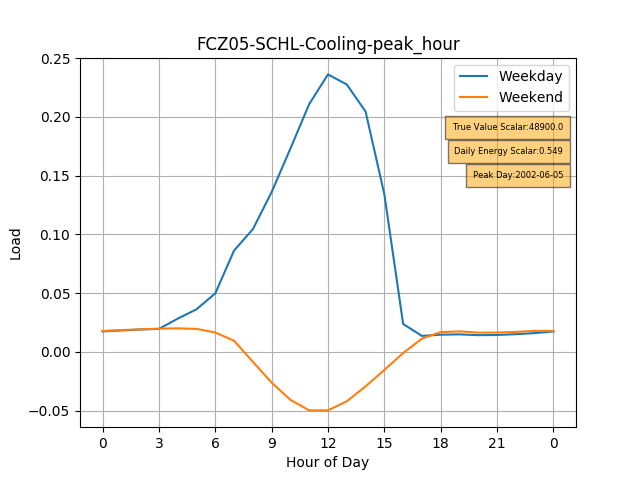 FCZ05-SCHL-Cooling-peak_hour
Weekday
Weekend
True Value Scalar:48900.0
Daily Energy Scalar:0.549
Peak Day:2002-06-05
Load
0.25
0.20
0.15
0.10
0.05
0.00
−0.05
0 3 6 9 12 15 18 21 0
Hour of Day